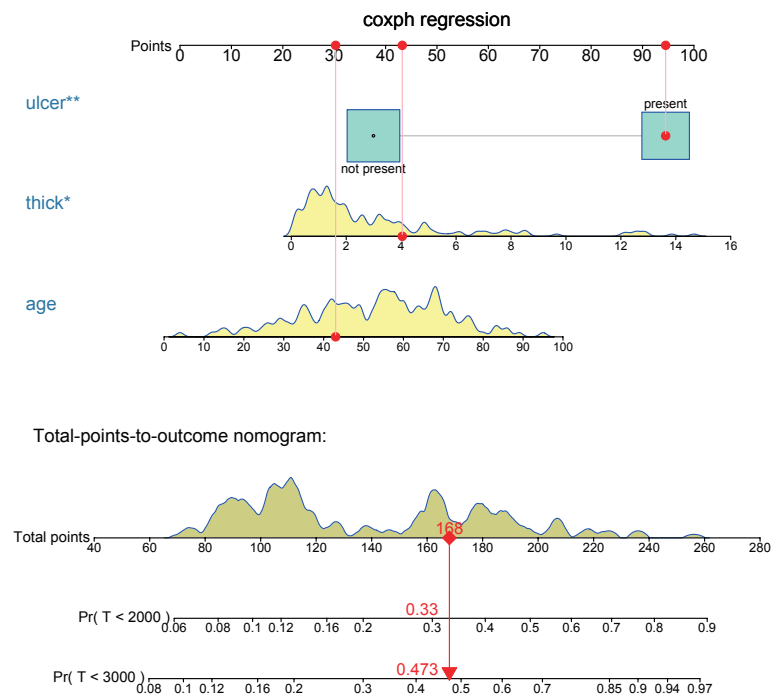 coxph regression
Points 0 10 20 30 40 50 60 70 80 90 100
ulcer**
present
not present
thick*
0 2 4 6 8 10 12 14 16
age
0 10 20 30 40 50 60 70 80 90 100
Total-points-to-outcome nomogram:
168
Total points 40 60 80 100 120 140 160 180 200 220 240 260 280
0.33
Pr( T < 2000 ) 0.06 0.08 0.1 0.12 0.16 0.2 0.3 0.4 0.5 0.6 0.7 0.8 0.9
0.473
Pr( T < 3000 ) 0.08 0.1 0.12 0.16 0.2 0.3 0.4 0.5 0.6 0.7 0.85 0.9 0.94 0.97